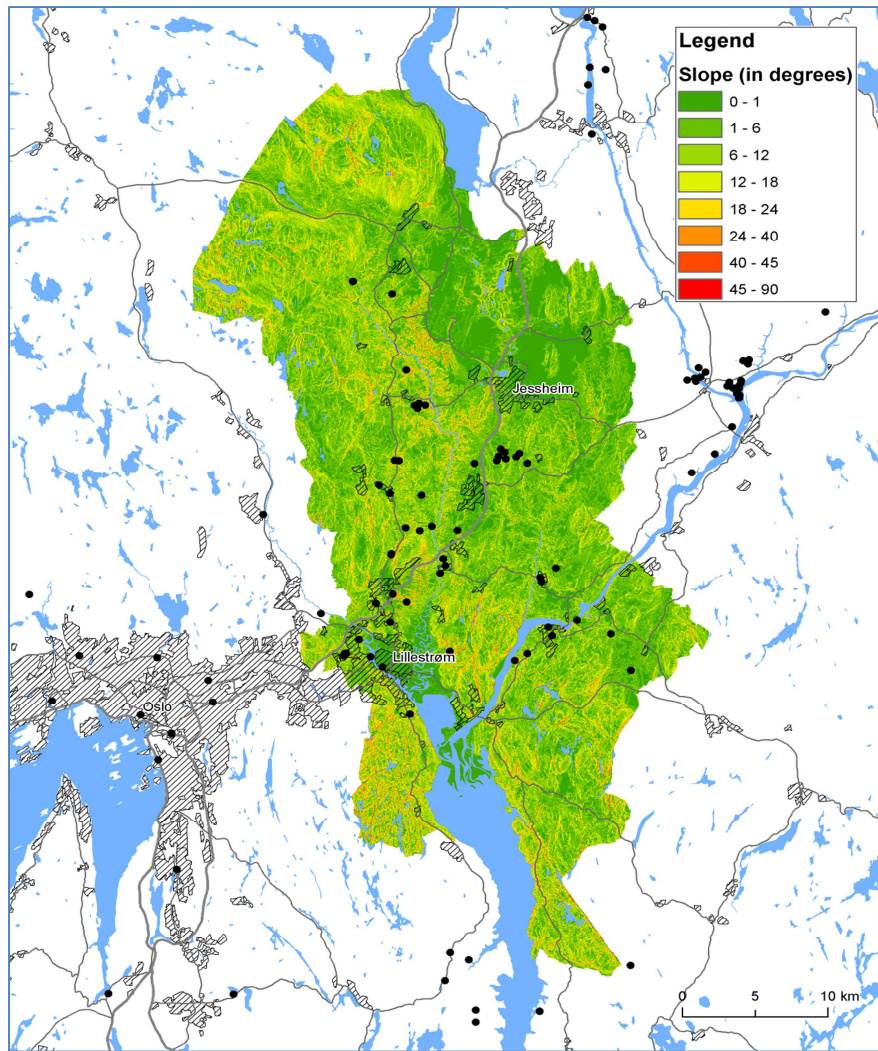 Legend
Slope (in degrees)
0 - 1
1 - 6
6 - 12
12 - 18
18 - 24
24 - 40
40 - 45
45 - 90
Jessheim
Lillestrøm
Oslo
0 5 10 km